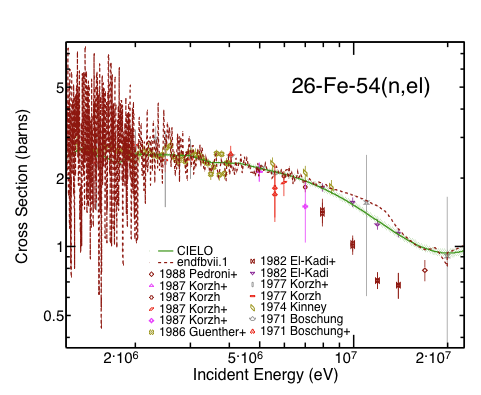 26-Fe-54(n,el)
Cross Section (barns)
5
2
1
0.5
CIELO
endfbvii.1
1988 Pedroni+
1987 Korzh+
1987 Korzh
1987 Korzh+
1987 Korzh+
1986 Guenther+
1982 El-Kadi+
1982 El-Kadi
1977 Korzh+
1977 Korzh
1974 Kinney
1971 Boschung
1971 Boschung+
2·10⁶ 5·10⁶ 10⁷ 2·10⁷
Incident Energy (eV)